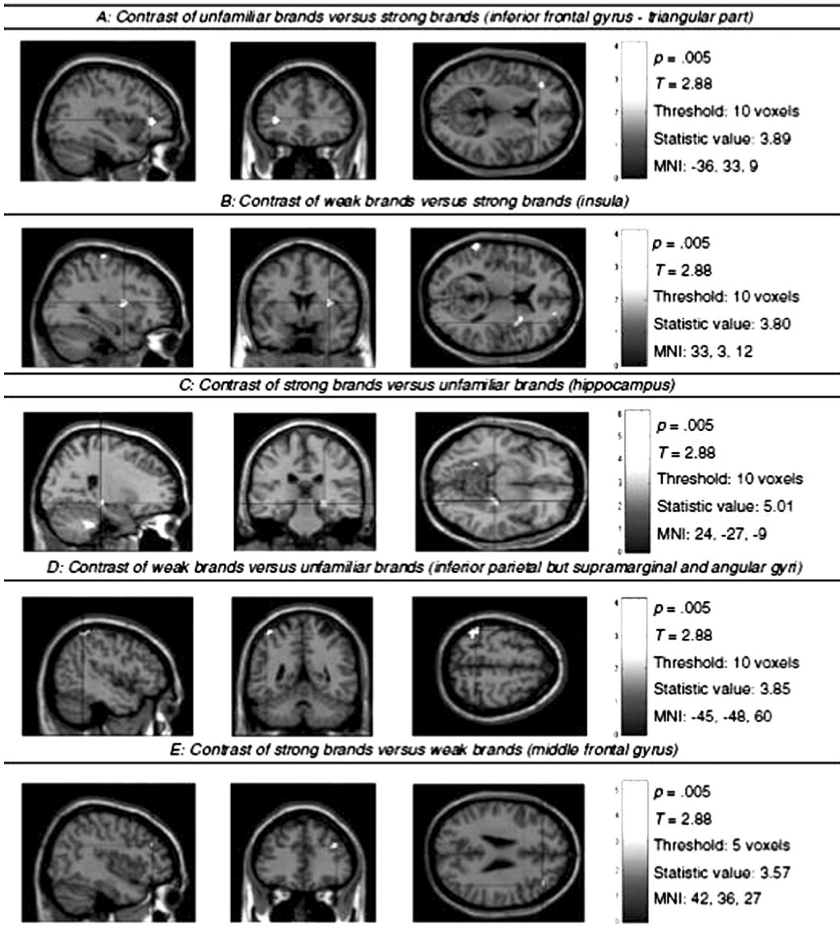 A: Contrast of unfamiliar brands versus strong brands (inferior frontal gyrus - triangular part)
p = .005
T = 2.88
Threshold: 10 voxels
Statistic value: 3.89
MNI: -36, 33, 9
B: Contrast of weak brands versus strong brands (insula)
p = .005
T = 2.88
Threshold: 10 voxels
Statistic value: 3.80
MNI: 33, 3, 12
C: Contrast of strong brands versus unfamiliar brands (hippocampus)
p = .005
T = 2.88
Threshold: 10 voxels
Statistic value: 5.01
MNI: 24, -27, -9
D: Contrast of weak brands versus unfamiliar brands (inferior parietal but supramarginal and angular gyri)
p = .005
T = 2.88
Threshold: 10 voxels
Statistic value: 3.85
MNI: -45, -48, 60
E: Contrast of strong brands versus weak brands (middle frontal gyrus)
p = .005
T = 2.88
Threshold: 5 voxels
Statistic value: 3.57
MNI: 42, 36, 27